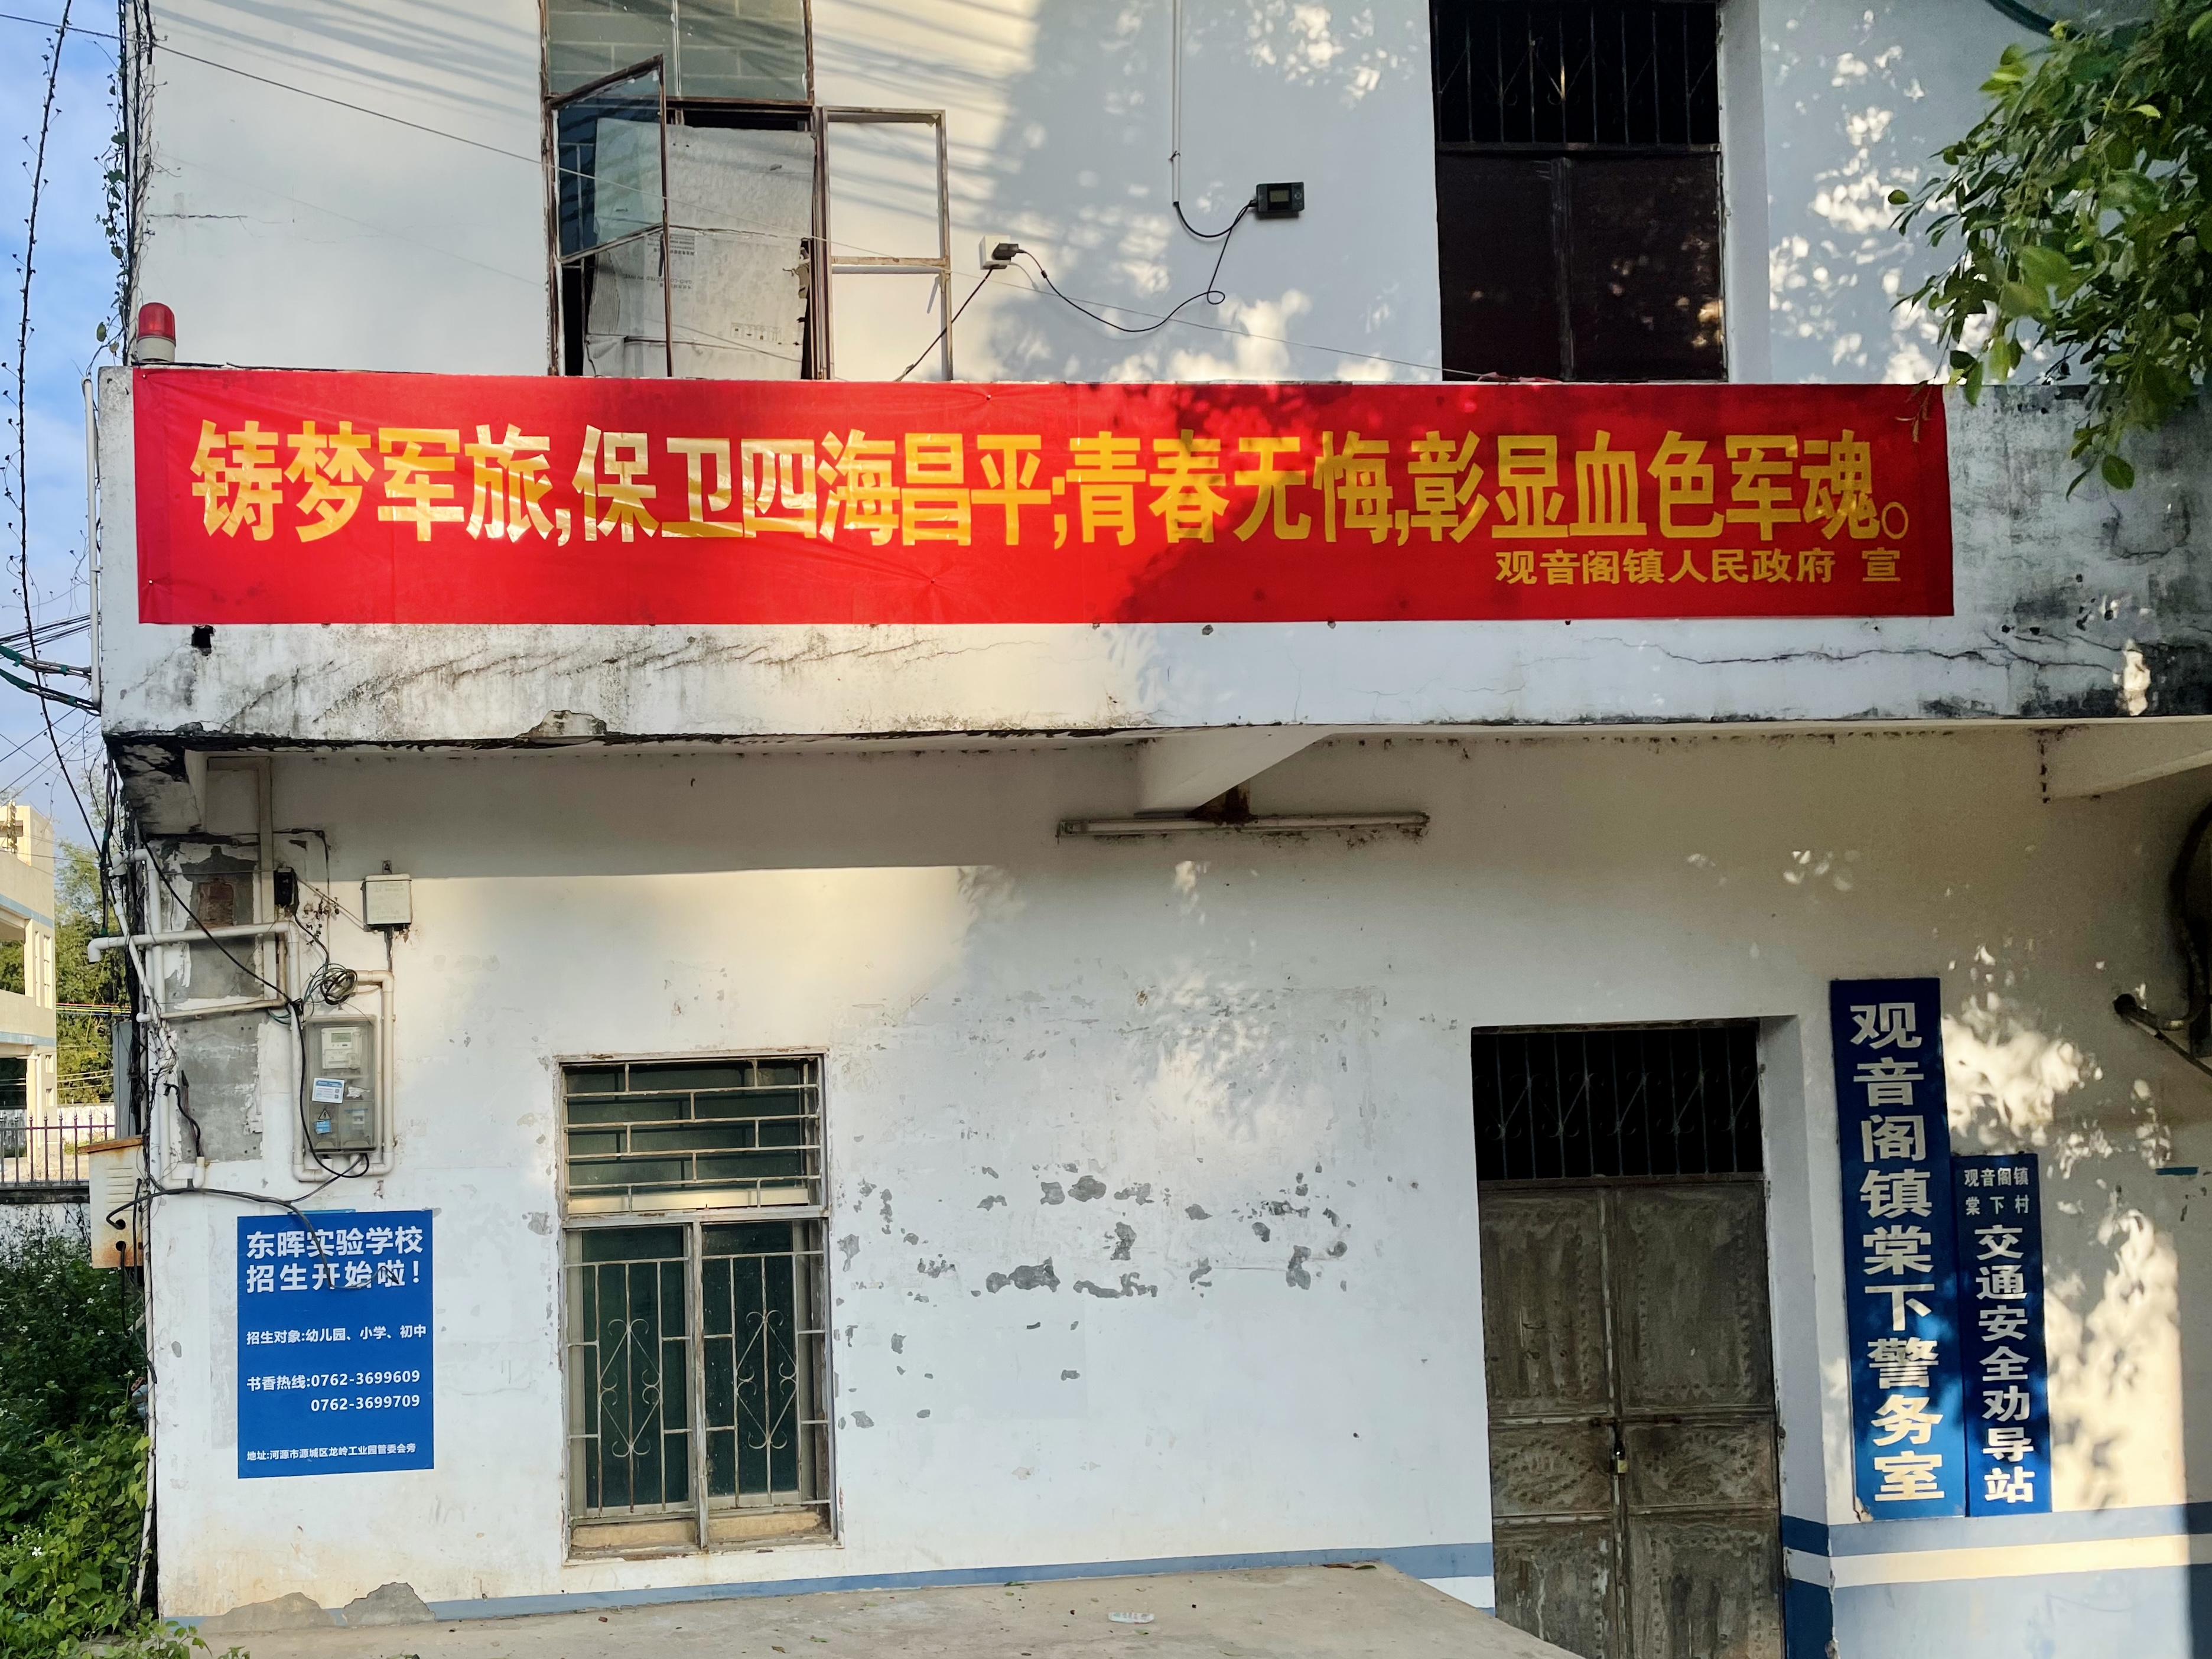 铸梦军旅,保卫四海昌平;青春无悔,彰显血色军魂。
观音阁镇人民政府 宣
东晖实验学校
招生开始啦!
招生对象:幼儿园、小学、初中
书香热线:0762-3699609
0762-3699709
地址:河源市源城区龙岭工业园管委会旁
观音阁镇棠下警务室
观音阁镇
棠下村
交通安全劝导站